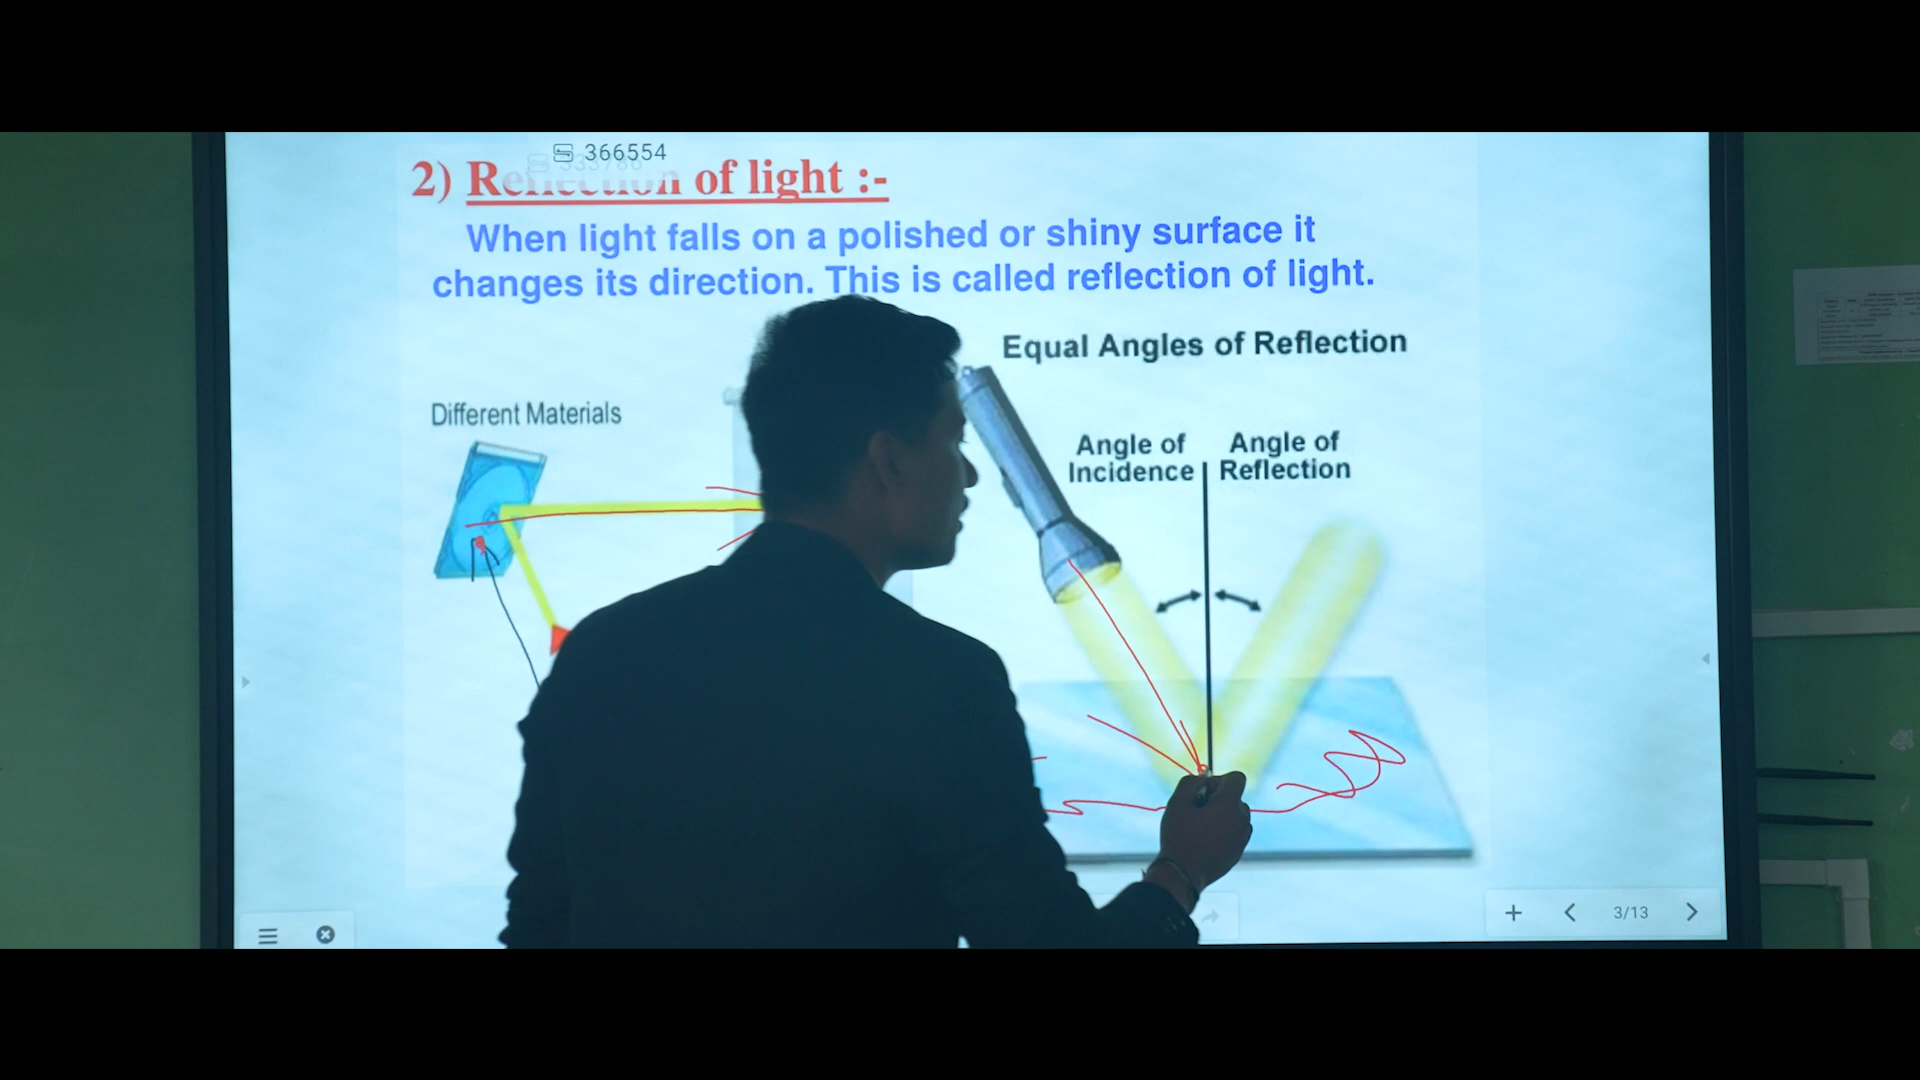 366554
2) Reflection of light :-
When light falls on a polished or shiny surface it
changes its direction. This is called reflection of light.
Equal Angles of Reflection
Different Materials
Angle of
Incidence
Angle of
Reflection
3/13